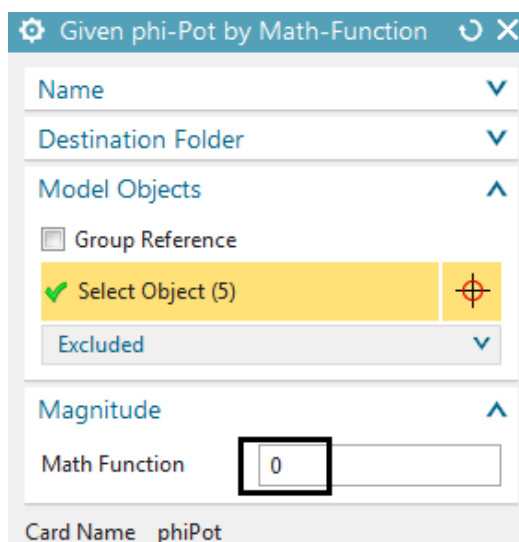 Given phi-Pot by Math-Function
Name
Destination Folder
Model Objects
Group Reference
Select Object (5)
Excluded
Magnitude
Math Function 0
Card Name phiPot